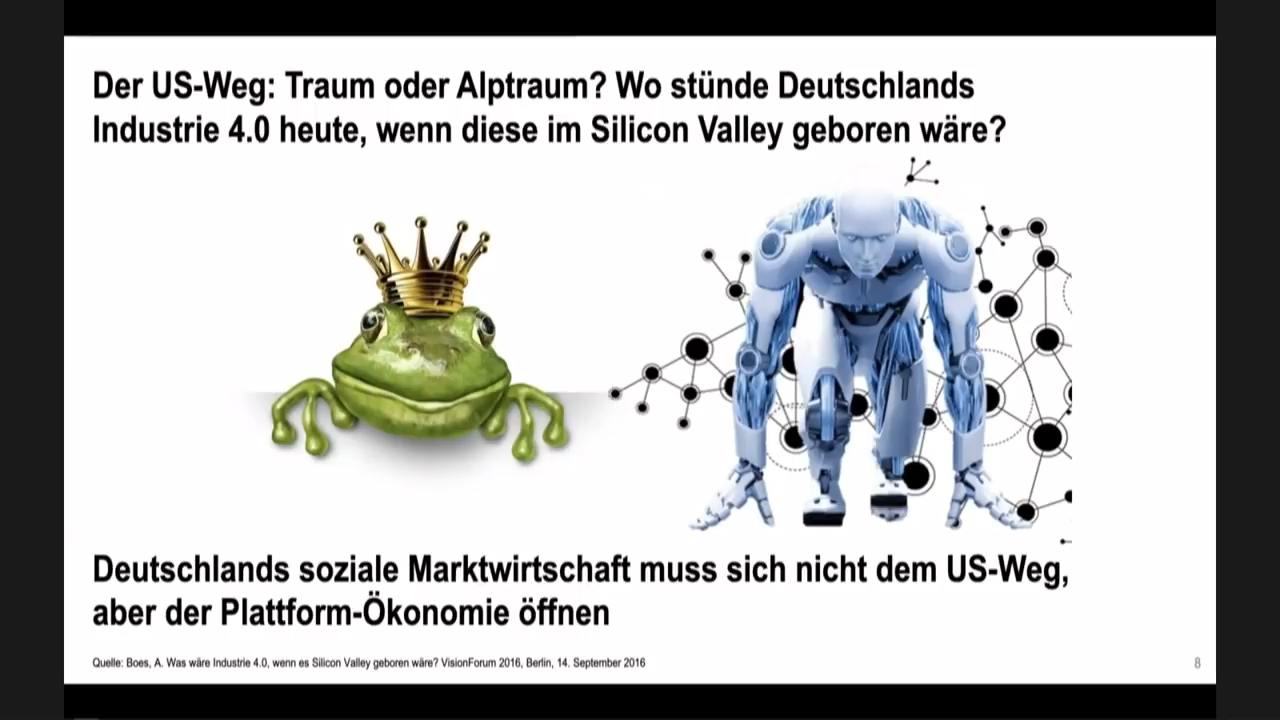 Der US-Weg: Traum oder Alptraum? Wo stünde Deutschlands
Industrie 4.0 heute, wenn diese im Silicon Valley geboren wäre?
Deutschlands soziale Marktwirtschaft muss sich nicht dem US-Weg,
aber der Plattform-Ökonomie öffnen
Quelle: Boes, A. Was wäre Industrie 4.0, wenn es Silicon Valley geboren wäre? VisionForum 2016, Berlin, 14. September 2016
8